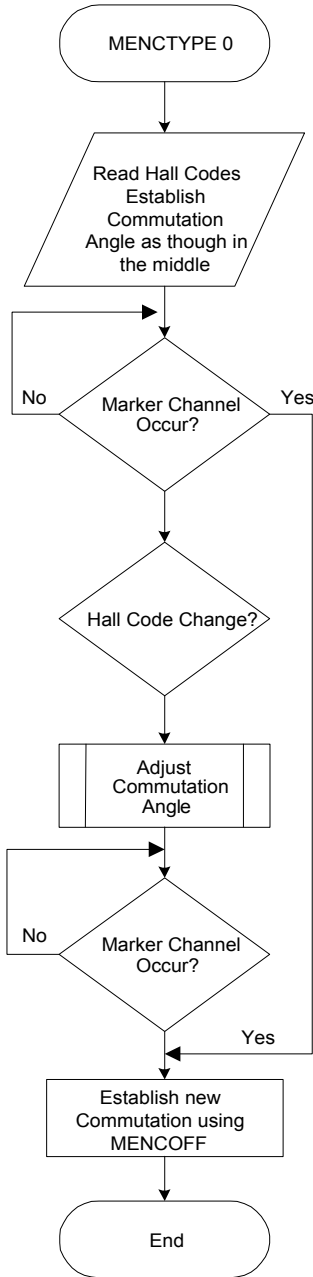 MENCTYPE 0
Read Hall Codes
Establish
Commutation
Angle as though in
the middle
No
Marker Channel
Occur?
Yes
Hall Code Change?
Adjust
Commutation
Angle
No
Marker Channel
Occur?
Yes
Establish new
Commutation using
MENCOFF
End